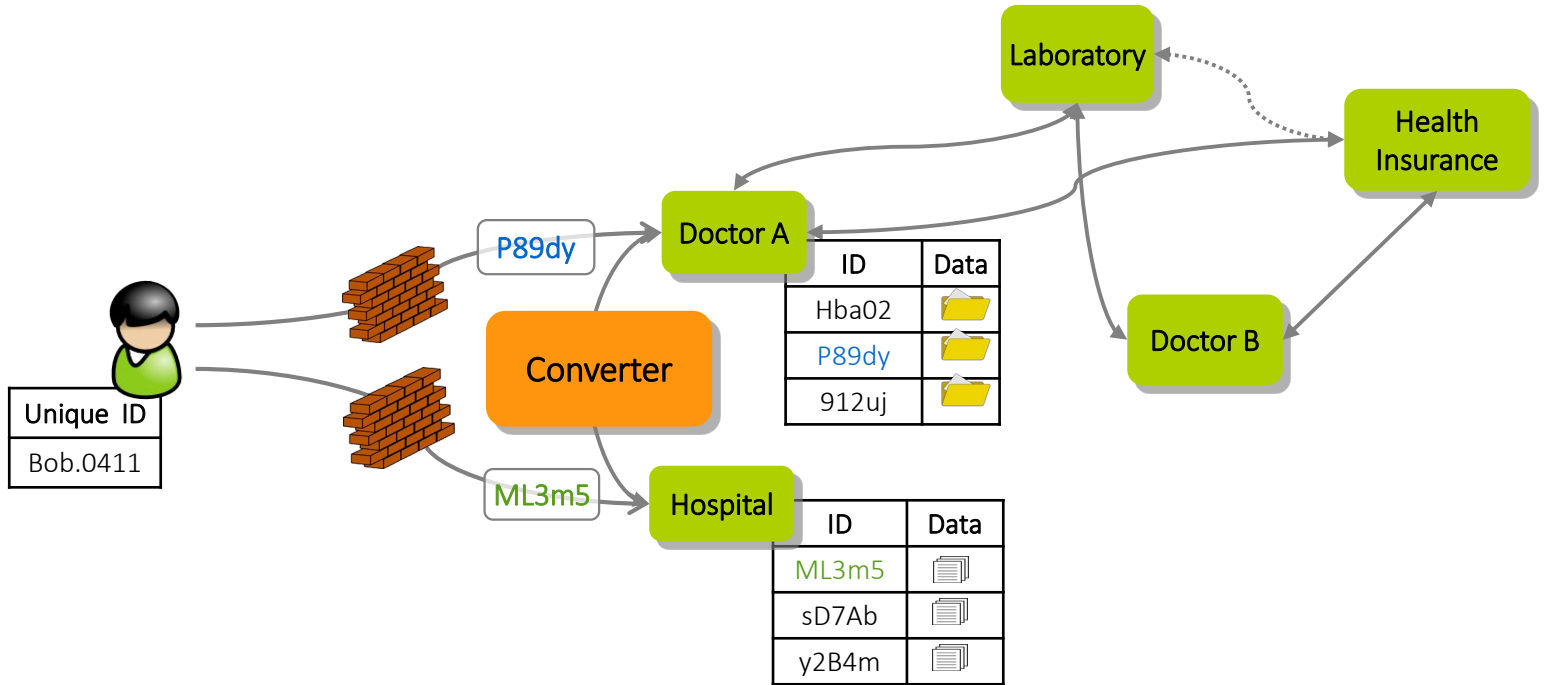 Laboratory
Health
Insurance
P89dy
Doctor A
ID Data
Hba02
P89dy
912uj
Doctor B
Converter
Unique ID
Bob.0411
ML3m5
Hospital
ID Data
ML3m5
sD7Ab
y2B4m